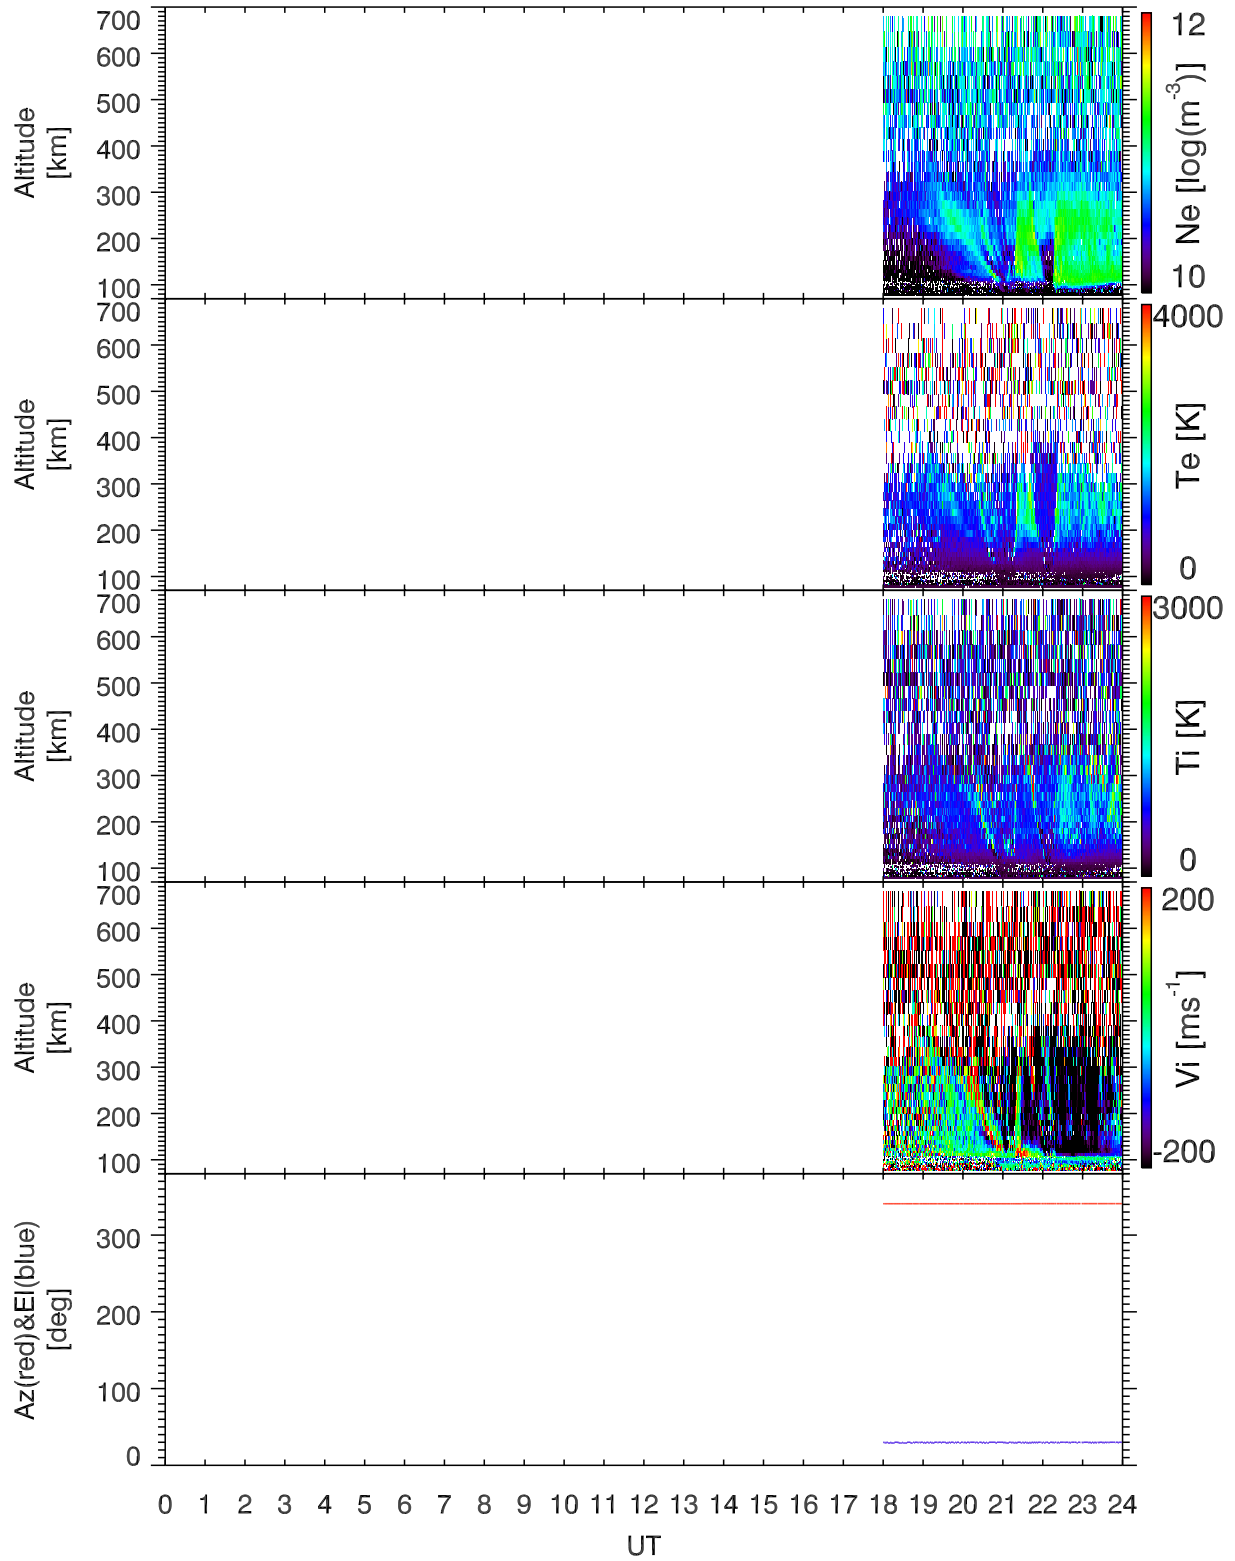 700
600
500
400
300
200
100
Altitude
[km]
12
10
Ne [log(m⁻³)]
700
600
500
400
300
200
100
Altitude
[km]
4000
0
Te [K]
700
600
500
400
300
200
100
Altitude
[km]
3000
0
Ti [K]
700
600
500
400
300
200
100
Altitude
[km]
200
-200
Vi [ms⁻¹]
300
200
100
0
Az(red)&El(blue)
[deg]
0 1 2 3 4 5 6 7 8 9 10 11 12 13 14 15 16 17 18 19 20 21 22 23 24
UT